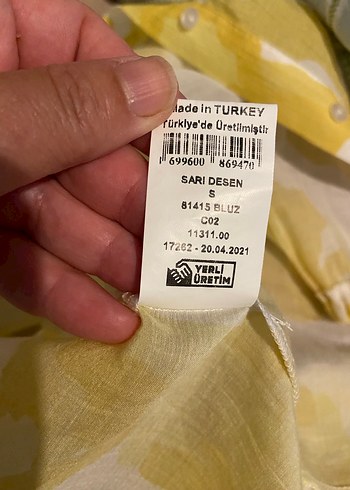 Made in TURKEY
Türkiye'de Üretilmiştir
699600 869470
SARI DESEN
S
81415 BLUZ
C02
11311.00
17262 - 20.04.2021
YERLİ
ÜRETİM